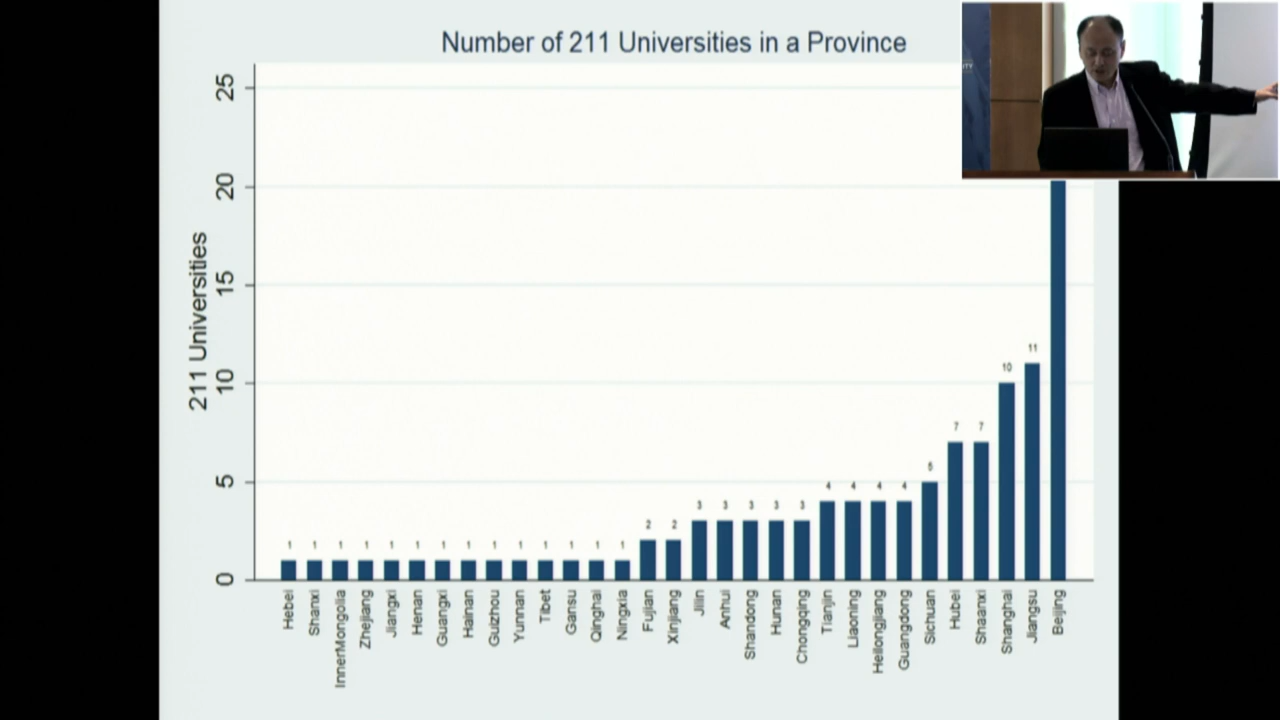 Number of 211 Universities in a Province
211 Universities
25
20
15
10
5
0
1
1
1
1
1
1
1
1
1
1
1
1
1
1
2
2
3
3
3
3
3
4
4
4
4
5
7
7
10
11
Hebei
Shanxi
InnerMongolia
Zhejiang
Jiangxi
Henan
Guangxi
Hainan
Guizhou
Yunnan
Tibet
Gansu
Qinghai
Ningxia
Fujian
Xinjiang
Jilin
Anhui
Shandong
Hunan
Chongqing
Tianjin
Liaoning
Heilongjiang
Guangdong
Sichuan
Hubei
Shaanxi
Shanghai
Jiangsu
Beijing